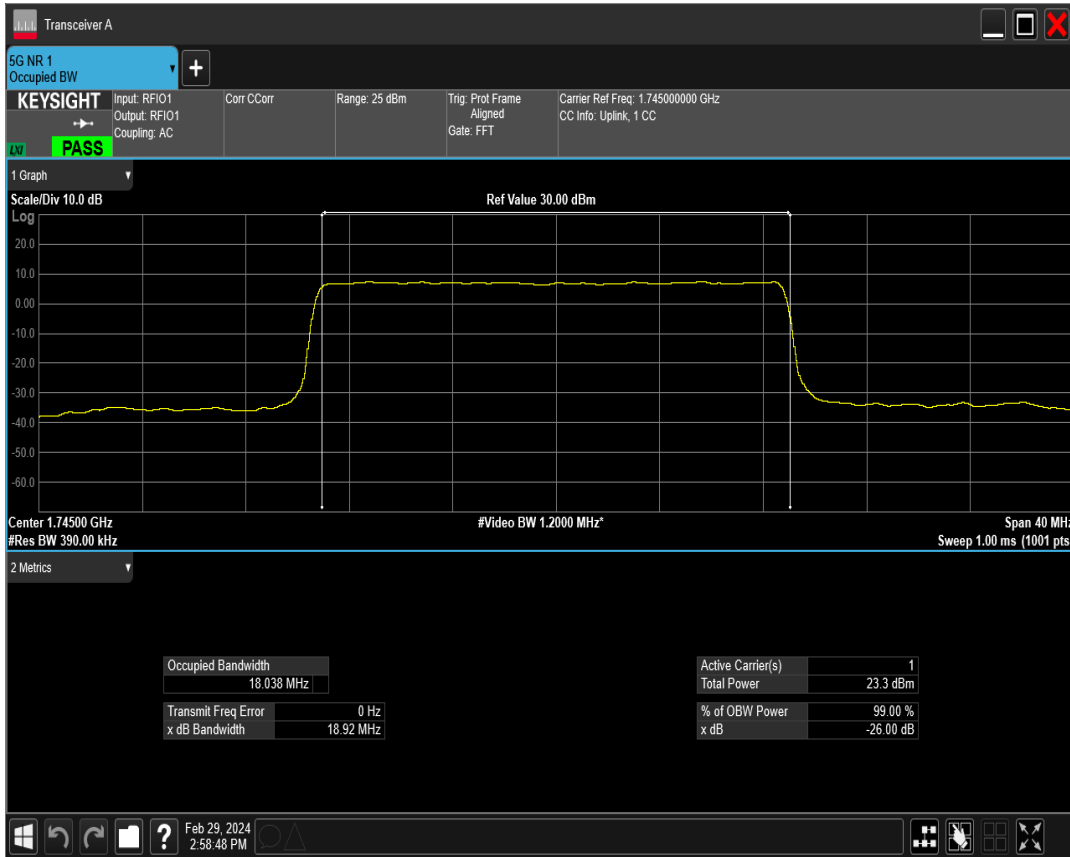 Transceiver A
5G NR 1
Occupied BW
KEYSIGHT
LXI
PASS
Input: RFIO1
Output: RFIO1
Coupling: AC
Corr CCorr
Range: 25 dBm
Trig: Prot Frame
Aligned
Gate: FFT
Carrier Ref Freq: 1.745000000 GHz
CC Info: Uplink, 1 CC
1 Graph
Scale/Div 10.0 dB
Ref Value 30.00 dBm
Log
20.0
10.0
0.00
-10.0
-20.0
-30.0
-40.0
-50.0
-60.0
Center 1.74500 GHz
#Video BW 1.2000 MHz*
Span 40 MHz
#Res BW 390.00 kHz
Sweep 1.00 ms (1001 pts
2 Metrics
Occupied Bandwidth
18.038 MHz
Transmit Freq Error 0 Hz
x dB Bandwidth 18.92 MHz
Active Carrier(s) 1
Total Power 23.3 dBm
% of OBW Power 99.00 %
x dB -26.00 dB
?
Feb 29, 2024
2:58:48 PM